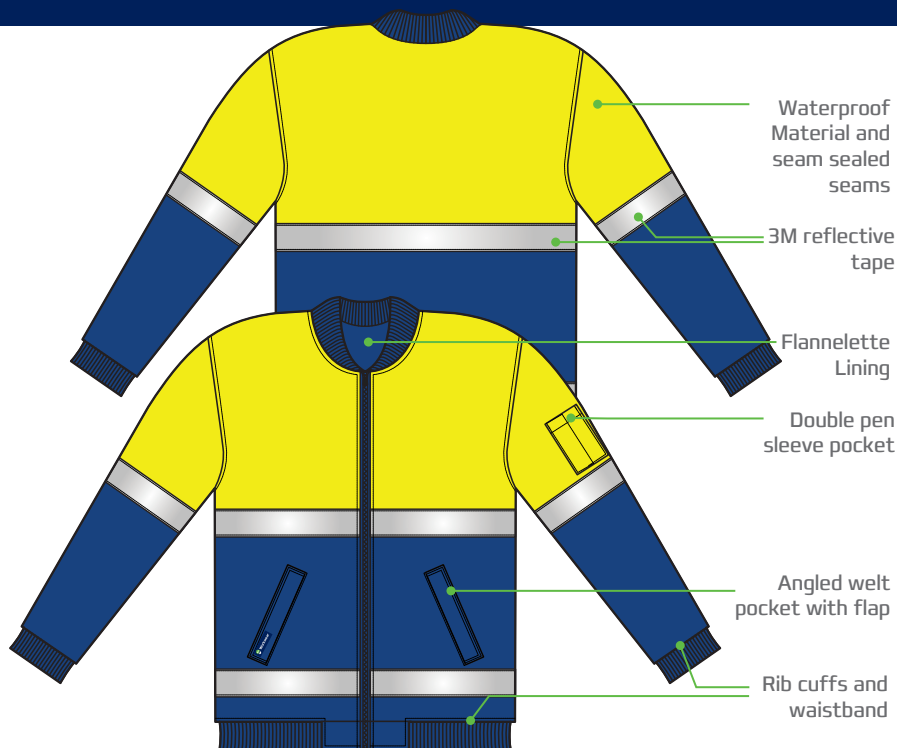 Waterproof
Material and
seam sealed
seams
3M reflective
tape
Flannelette
Lining
Double pen
sleeve pocket
Angled welt
pocket with flap
Rib cuffs and
waistband